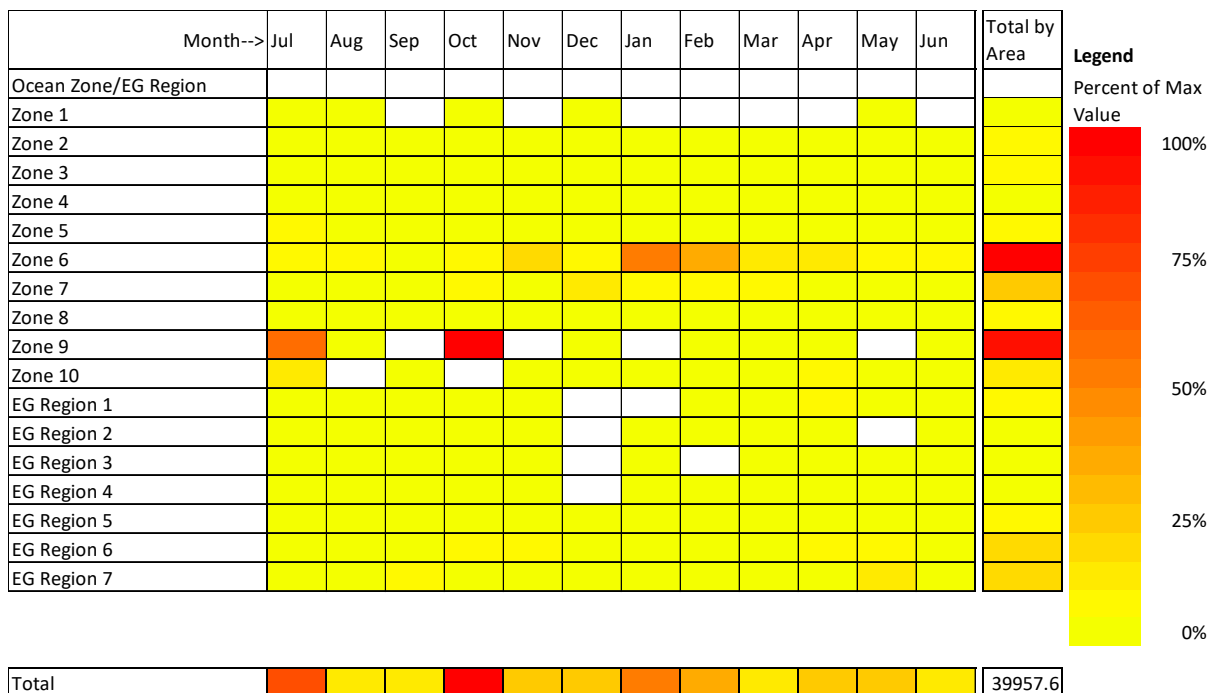 Month--> Jul Aug Sep Oct Nov Dec Jan Feb Mar Apr May Jun Total by Area
Legend
Ocean Zone/EG Region
Percent of Max Value
Zone 1
100%
Zone 2
Zone 3
Zone 4
Zone 5
Zone 6
75%
Zone 7
Zone 8
Zone 9
Zone 10
50%
EG Region 1
EG Region 2
EG Region 3
EG Region 4
EG Region 5
25%
EG Region 6
EG Region 7
0%
Total 39957.6